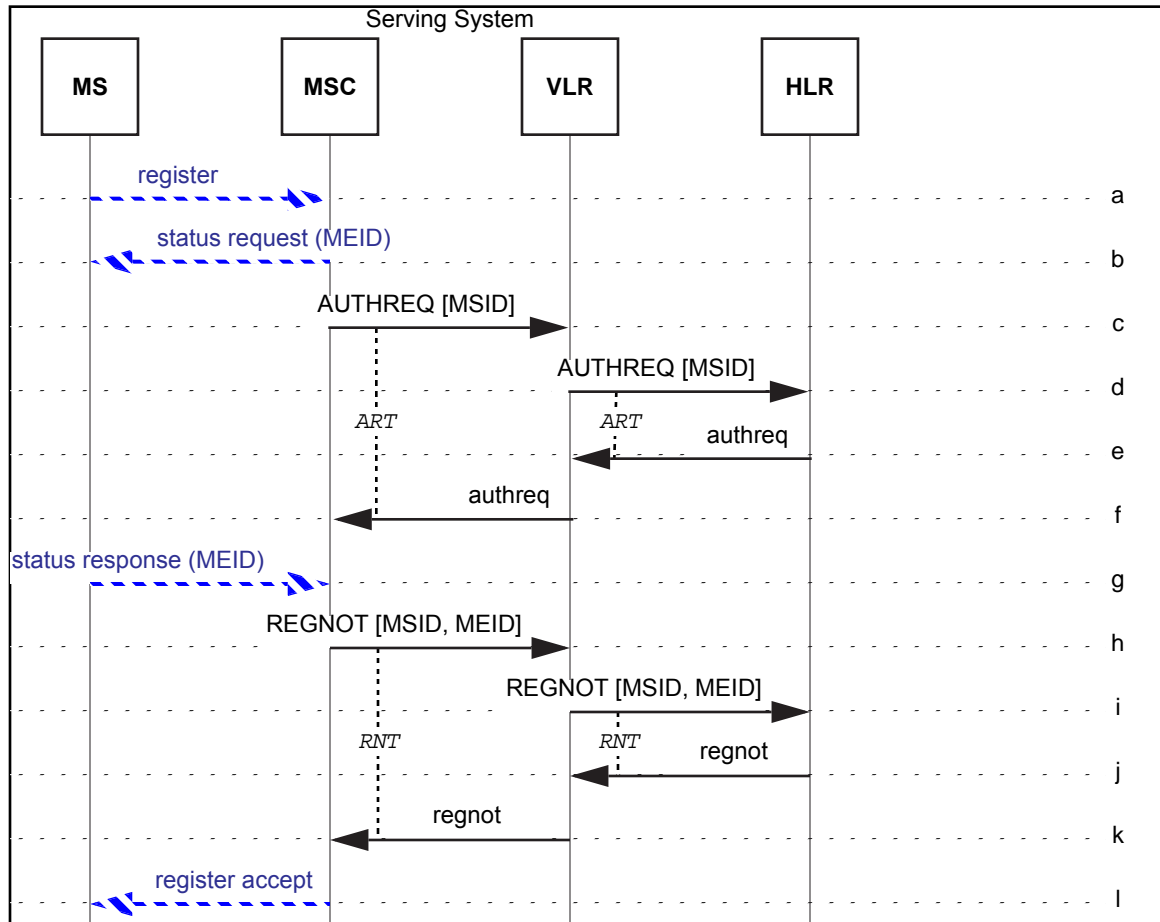 Serving System
MS MSC VLR HLR
register
a
status request (MEID)
b
AUTHREQ [MSID]
c
AUTHREQ [MSID]
d
ART ART
authreq
e
authreq
f
status response (MEID)
g
REGNOT [MSID, MEID]
h
REGNOT [MSID, MEID]
i
RNT RNT
regnot
j
regnot
k
register accept
l